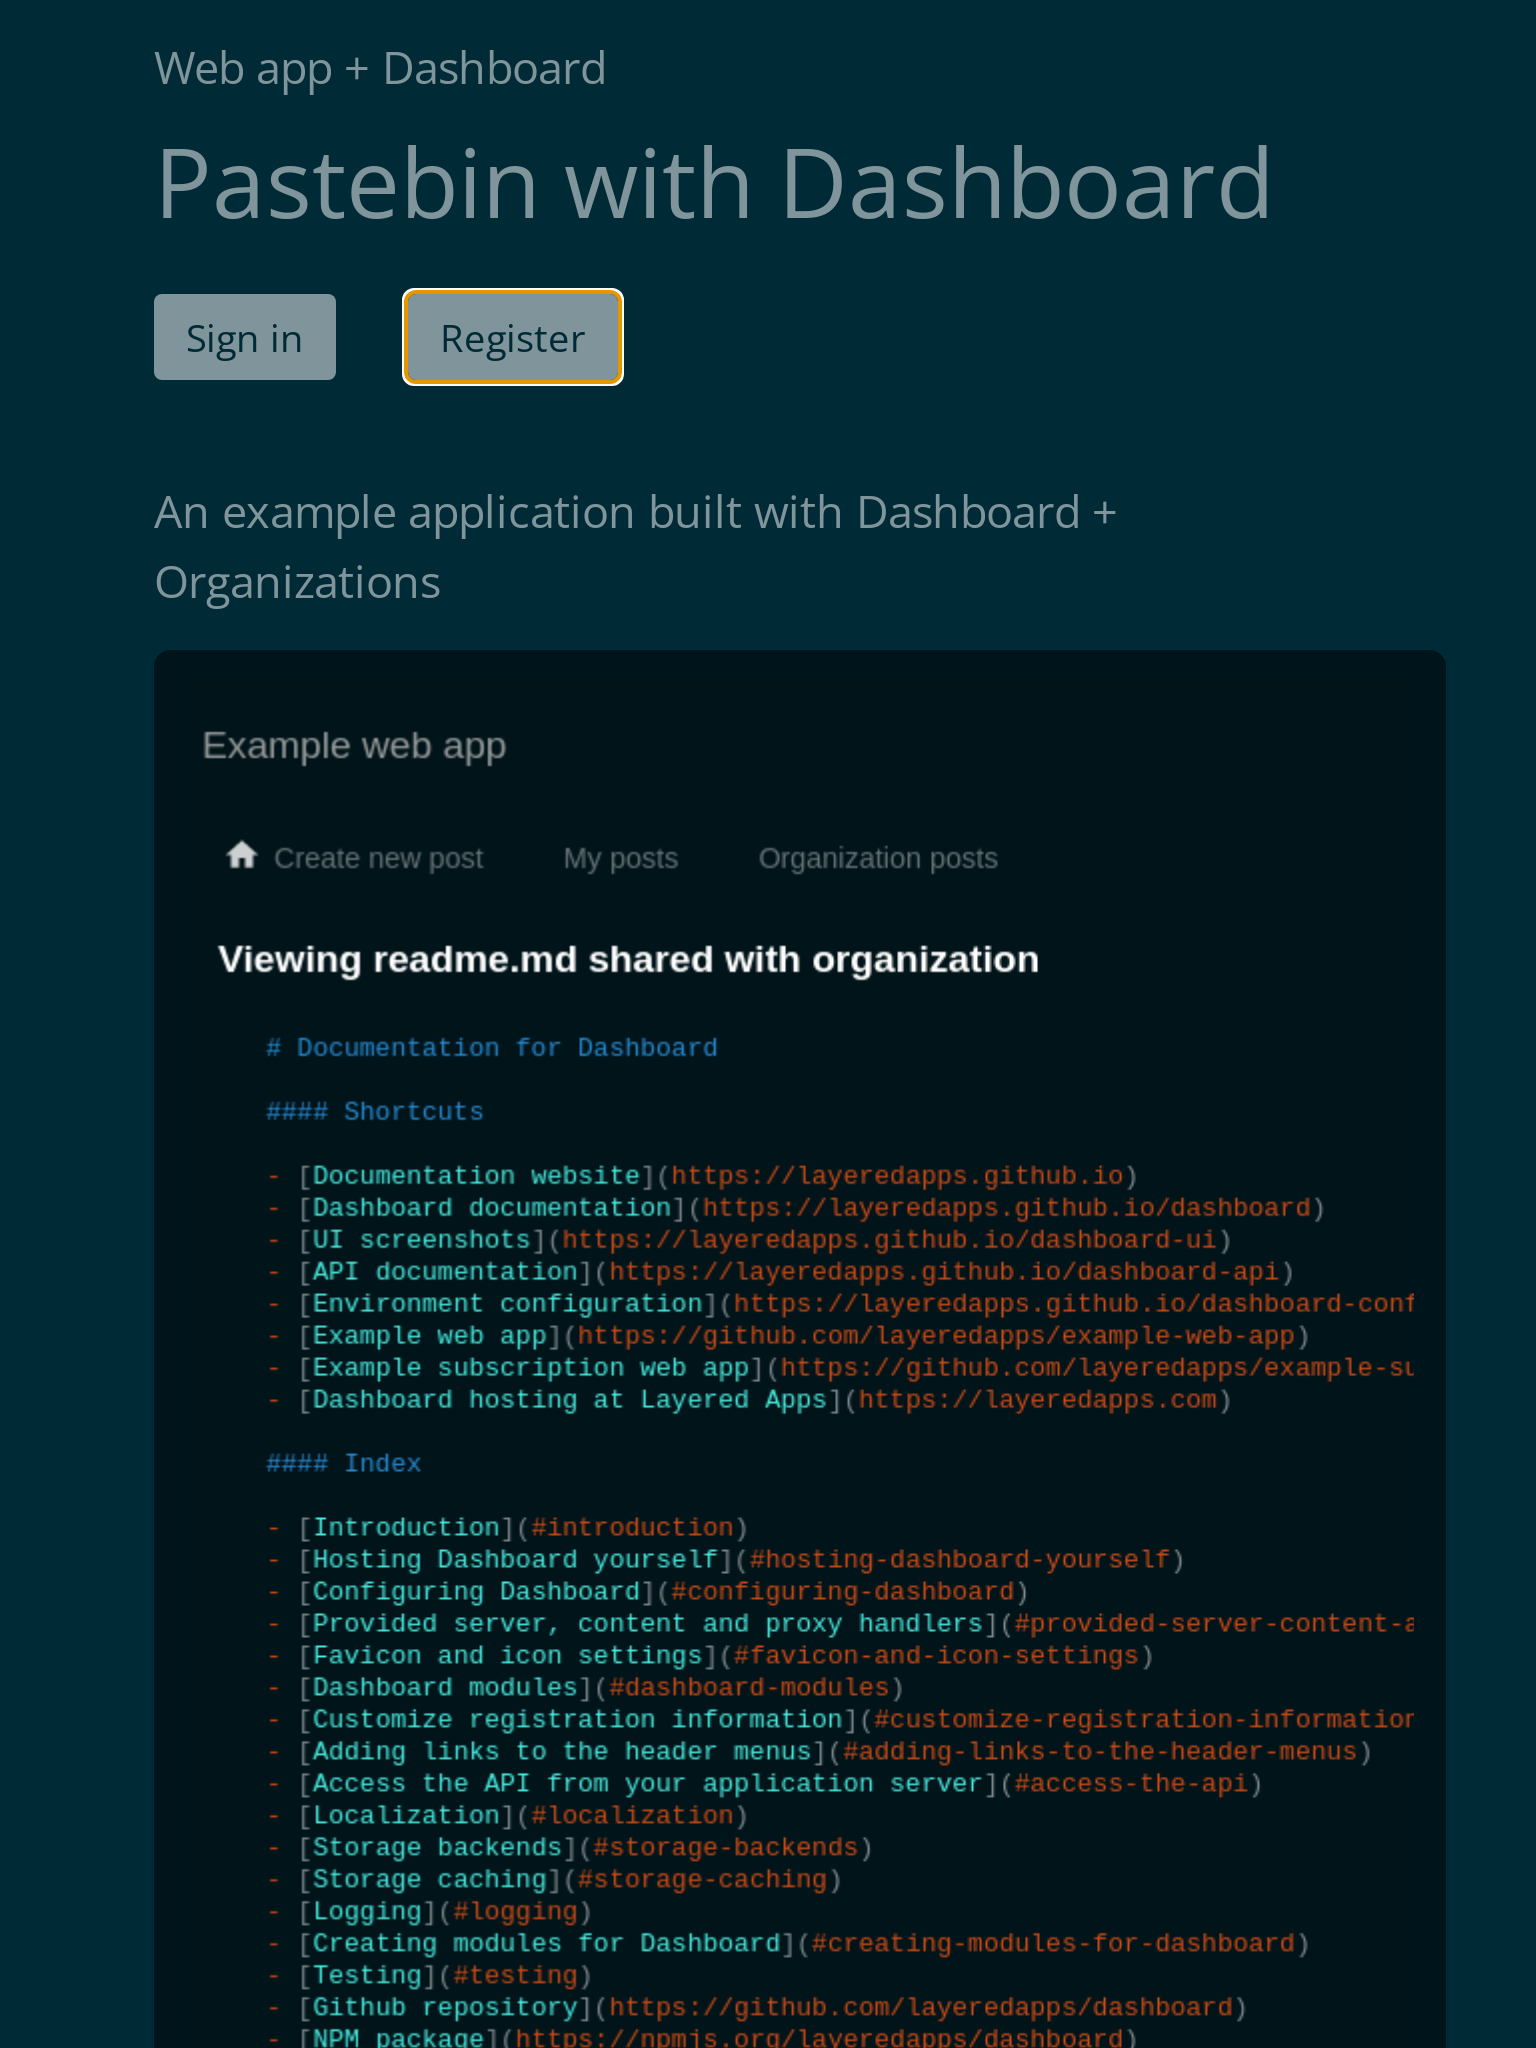 Web app + Dashboard
Pastebin with Dashboard
Sign in
Register
An example application built with Dashboard +
Organizations
Example web app
Create new post
My posts
Organization posts
Viewing readme.md shared with organization
# Documentation for Dashboard
#### Shortcuts
- [Documentation website](https://layeredapps.github.io)
- [Dashboard documentation](https://layeredapps.github.io/dashboard)
- [UI screenshots](https://layeredapps.github.io/dashboard-ui)
- [API documentation](https://layeredapps.github.io/dashboard-api)
- [Environment configuration](https://layeredapps.github.io/dashboard-conf
- [Example web app](https://github.com/layeredapps/example-web-app)
- [Example subscription web app](https://github.com/layeredapps/example-su
- [Dashboard hosting at Layered Apps](https://layeredapps.com)
#### Index
- [Introduction](#introduction)
- [Hosting Dashboard yourself](#hosting-dashboard-yourself)
- [Configuring Dashboard](#configuring-dashboard)
- [Provided server, content and proxy handlers](#provided-server-content-a
- [Favicon and icon settings](#favicon-and-icon-settings)
- [Dashboard modules](#dashboard-modules)
- [Customize registration information](#customize-registration-information
- [Adding links to the header menus](#adding-links-to-the-header-menus)
- [Access the API from your application server](#access-the-api)
- [Localization](#localization)
- [Storage backends](#storage-backends)
- [Storage caching](#storage-caching)
- [Logging](#logging)
- [Creating modules for Dashboard](#creating-modules-for-dashboard)
- [Testing](#testing)
- [Github repository](https://github.com/layeredapps/dashboard)
- [NPM package](https://npmjs.org/layeredapps/dashboard)